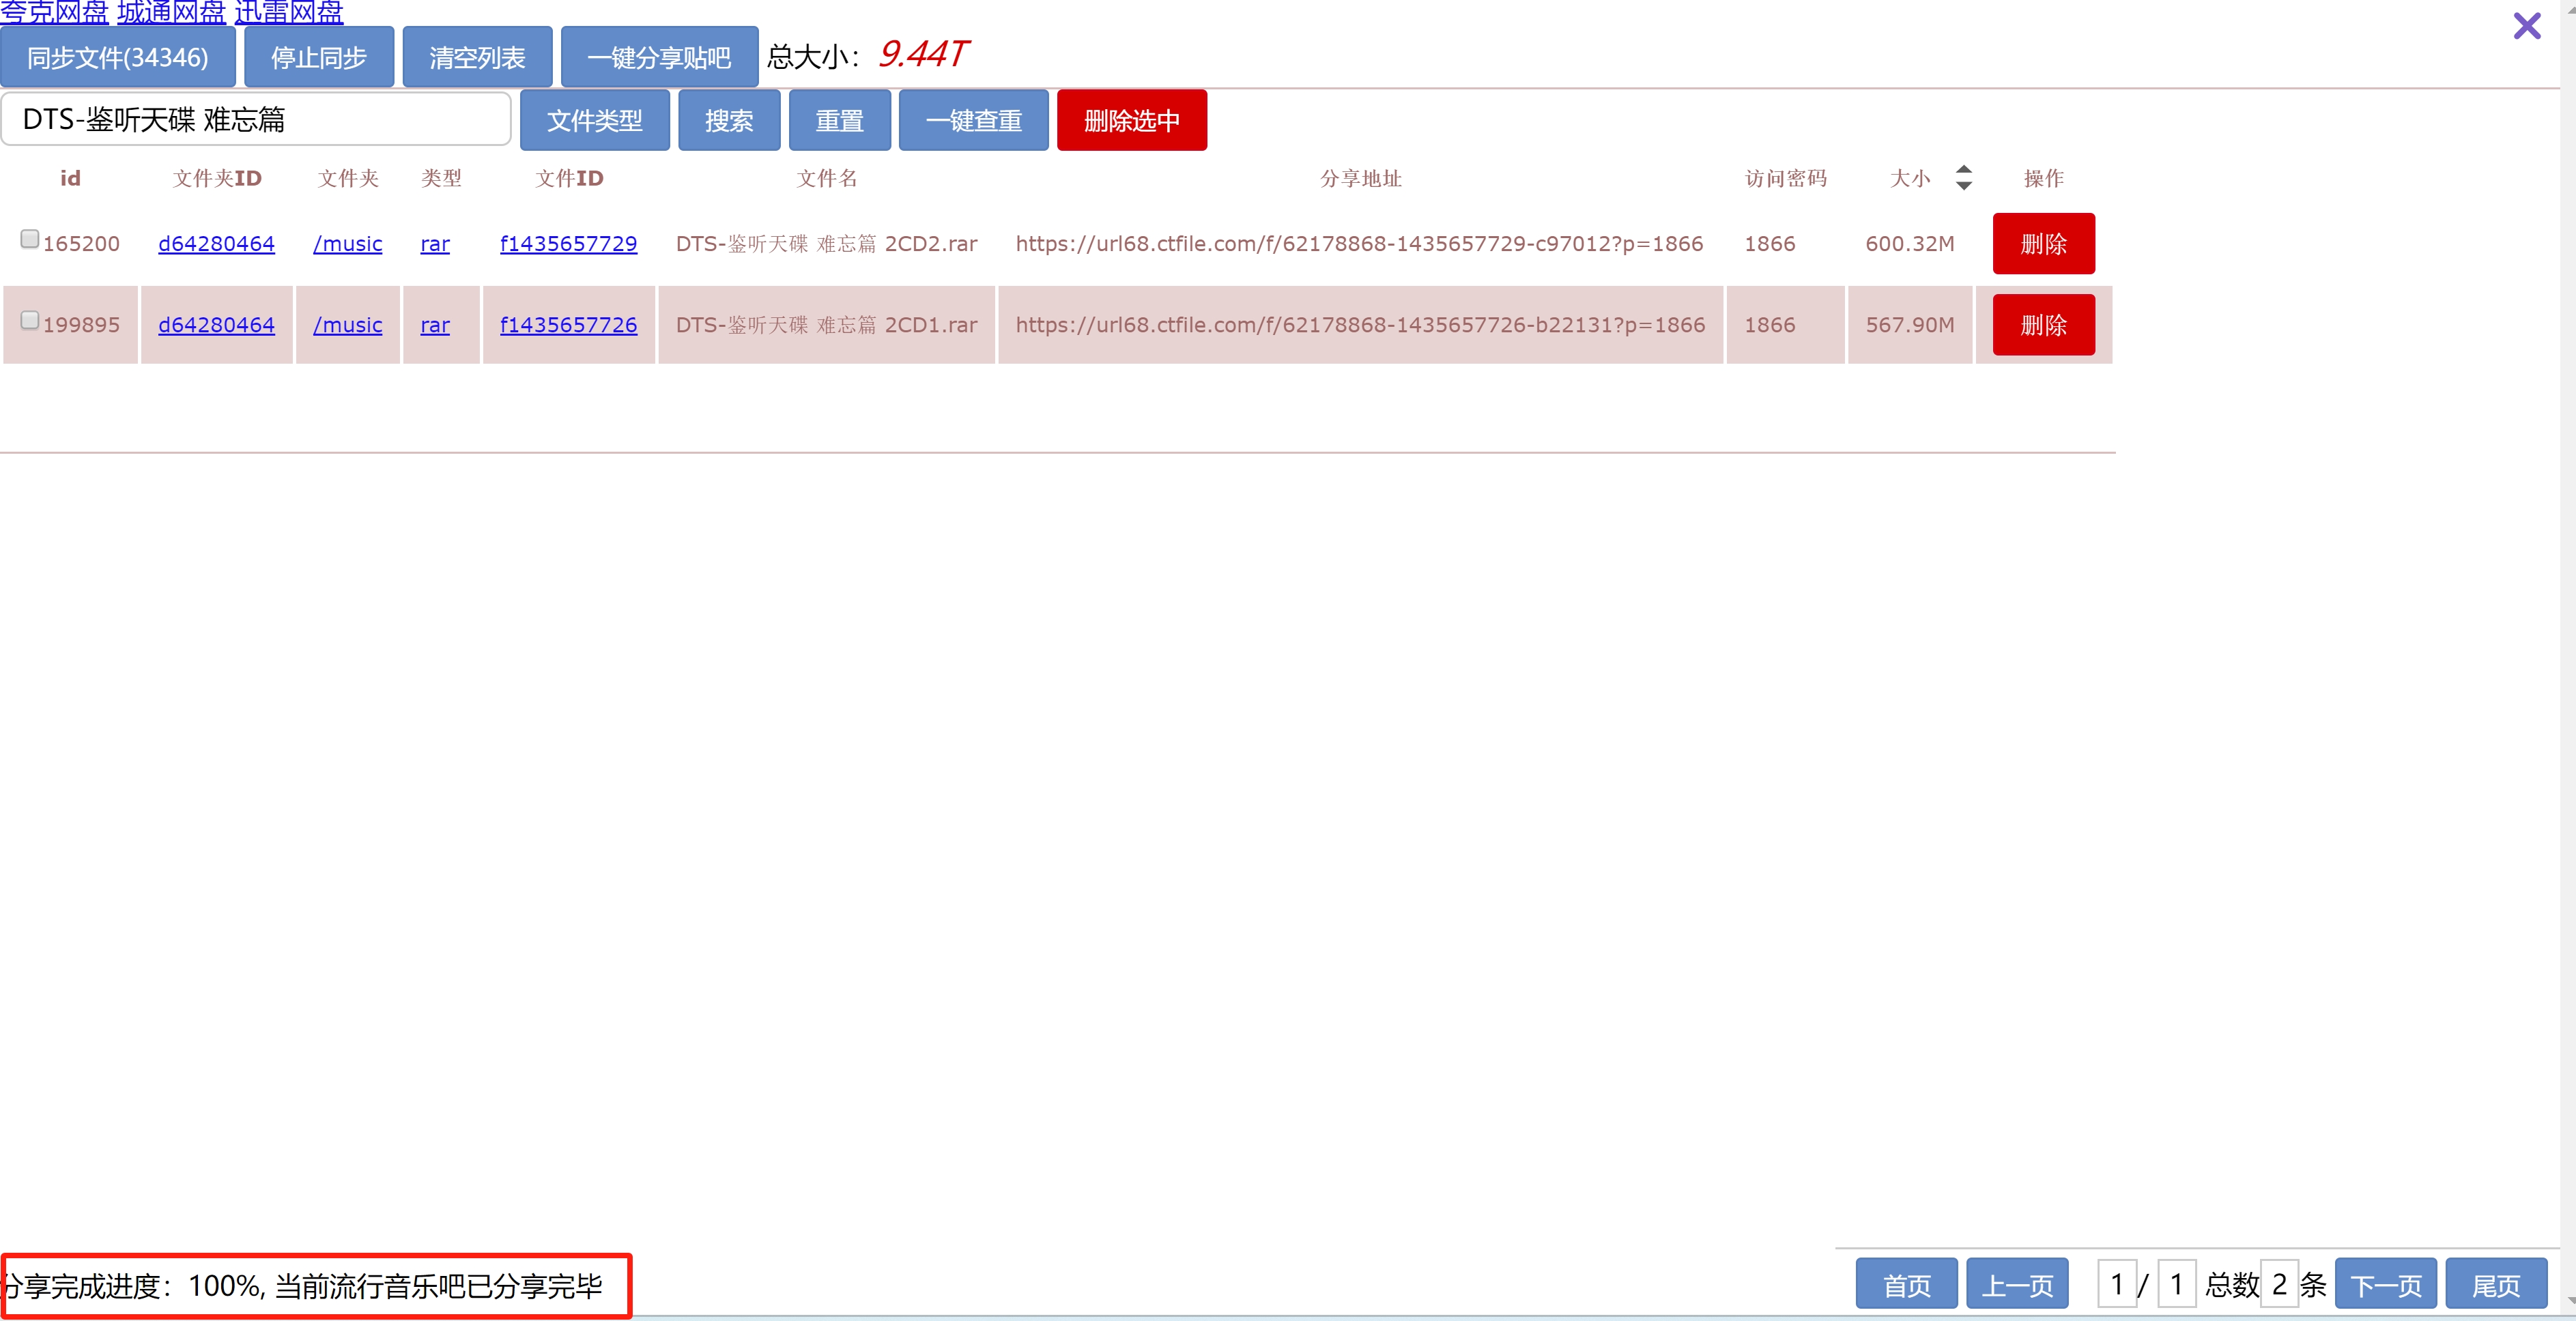 夸克网盘 城通网盘 迅雷网盘
同步文件(34346) 停止同步 清空列表 一键分享贴吧 总大小：9.44T
DTS-鉴听天碟 难忘篇 文件类型 搜索 重置 一键查重 删除选中
id 文件夹ID 文件夹 类型 文件ID 文件名 分享地址 访问密码 大小 操作
165200 d64280464 /music rar f1435657729 DTS-鉴听天碟 难忘篇 2CD2.rar https://url68.ctfile.com/f/62178868-1435657729-c97012?p=1866 1866 600.32M 删除
199895 d64280464 /music rar f1435657726 DTS-鉴听天碟 难忘篇 2CD1.rar https://url68.ctfile.com/f/62178868-1435657726-b22131?p=1866 1866 567.90M 删除
分享完成进度：100%, 当前流行音乐吧已分享完毕
首页 上一页 1 / 1 总数 2 条 下一页 尾页